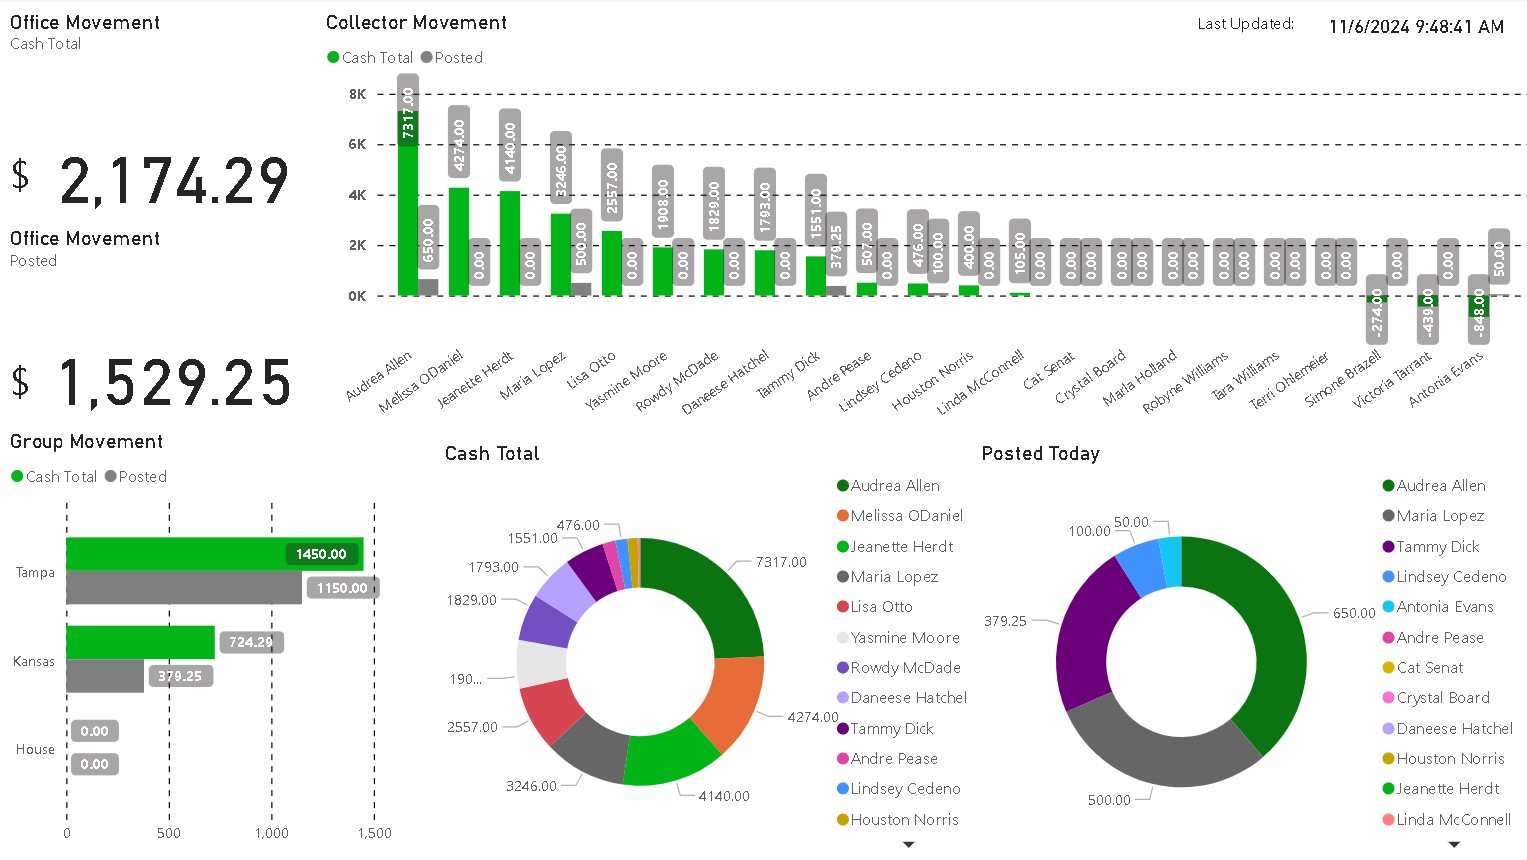 Office Movement
Cash Total
$ 2,174.29
Office Movement
Posted
$ 1,529.25
Collector Movement
Last Updated: 11/6/2024 9:48:41 AM
Cash Total Posted
8K
6K
4K
2K
0K
7317.00 650.00 4274.00 0.00 4140.00 0.00 3246.00 500.00 2557.00 0.00 1908.00 0.00 1829.00 0.00 1793.00 0.00 1551.00 379.25 507.00 0.00 476.00 100.00 400.00 0.00 105.00 0.00 0.00 0.00 0.00 0.00 0.00 0.00 0.00 0.00 0.00 0.00 0.00 0.00 -274.00 0.00 -439.00 0.00 -848.00 50.00
Audrea Allen
Melissa ODaniel
Jeanette Herdt
Maria Lopez
Lisa Otto
Yasmine Moore
Rowdy McDade
Daneese Hatchel
Tammy Dick
Andre Pease
Lindsey Cedeno
Houston Norris
Linda McConnell
Cat Senat
Crystal Board
Marla Holland
Robyne Williams
Tara Williams
Terri Ohlemeier
Simone Brazell
Victoria Tarrant
Antonia Evans
Group Movement
Cash Total Posted
Tampa
1450.00
1150.00
Kansas
724.29
379.25
House
0.00
0.00
0 500 1,000 1,500
Cash Total
476.00
1551.00
1793.00
1829.00
190...
2557.00
3246.00
4140.00
4274.00
7317.00
Audrea Allen
Melissa ODaniel
Jeanette Herdt
Maria Lopez
Lisa Otto
Yasmine Moore
Rowdy McDade
Daneese Hatchel
Tammy Dick
Andre Pease
Lindsey Cedeno
Houston Norris
Posted Today
50.00
100.00
379.25
500.00
650.00
Audrea Allen
Maria Lopez
Tammy Dick
Lindsey Cedeno
Antonia Evans
Andre Pease
Cat Senat
Crystal Board
Daneese Hatchel
Houston Norris
Jeanette Herdt
Linda McConnell